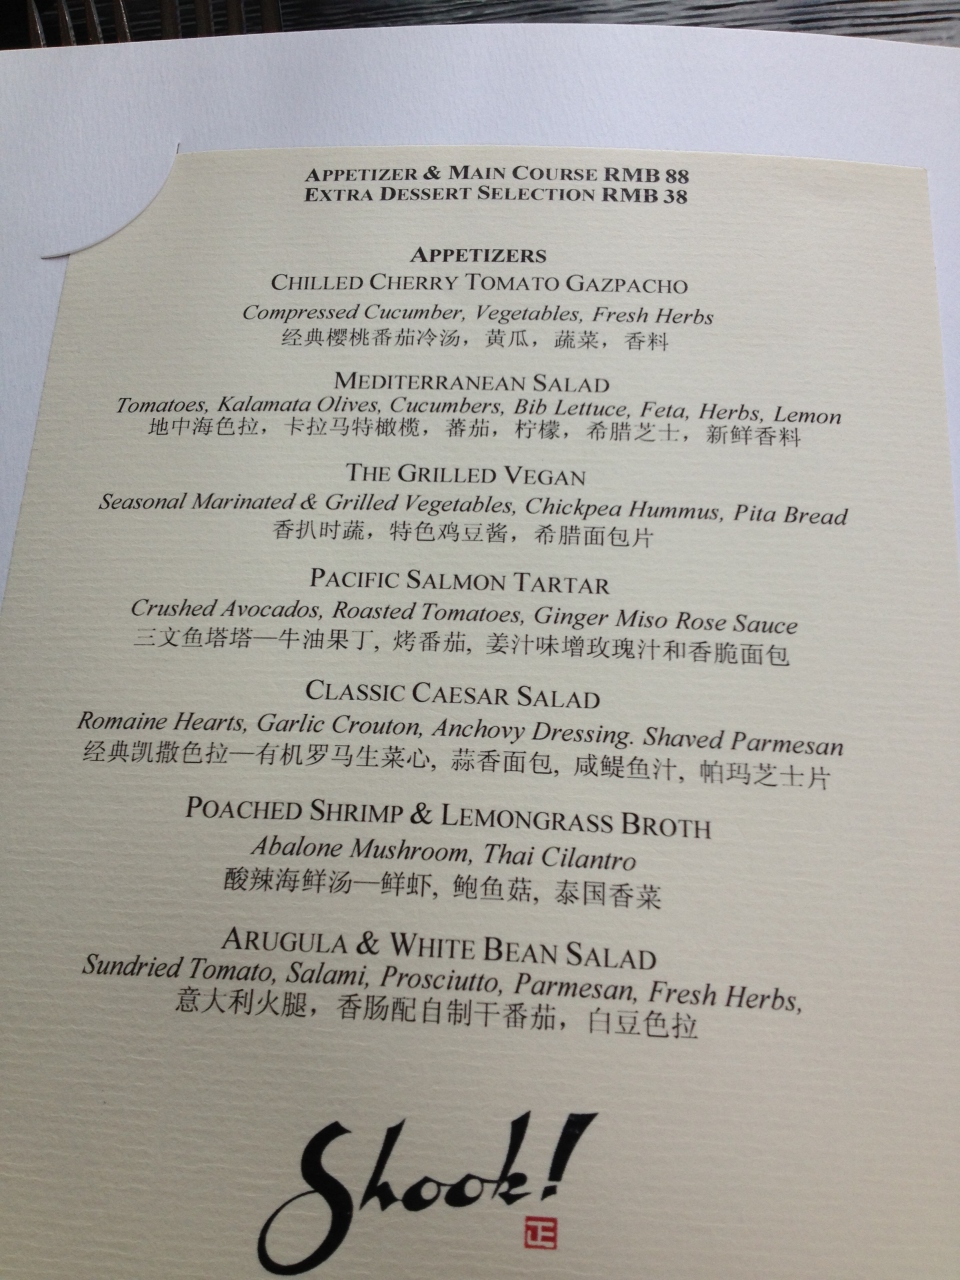 APPETIZER & MAIN COURSE RMB 88
EXTRA DESSERT SELECTION RMB 38
APPETIZERS
CHILLED CHERRY TOMATO GAZPACHO
Compressed Cucumber, Vegetables, Fresh Herbs
经典樱桃番茄冷汤，黄瓜，蔬菜，香料
MEDITERRANEAN SALAD
Tomatoes, Kalamata Olives, Cucumbers, Bib Lettuce, Feta, Herbs, Lemon
地中海色拉，卡拉马特橄榄，蕃茄，柠檬，希腊芝士，新鲜香料
THE GRILLED VEGAN
Seasonal Marinated & Grilled Vegetables, Chickpea Hummus, Pita Bread
香扒时蔬，特色鸡豆酱，希腊面包片
PACIFIC SALMON TARTAR
Crushed Avocados, Roasted Tomatoes, Ginger Miso Rose Sauce
三文鱼塔塔—牛油果丁, 烤番茄, 姜汁味增玫瑰汁和香脆面包
CLASSIC CAESAR SALAD
Romaine Hearts, Garlic Crouton, Anchovy Dressing. Shaved Parmesan
经典凯撒色拉—有机罗马生菜心, 蒜香面包, 咸鳀鱼汁, 帕玛芝士片
POACHED SHRIMP & LEMONGRASS BROTH
Abalone Mushroom, Thai Cilantro
酸辣海鲜汤—鲜虾, 鲍鱼菇, 泰国香菜
ARUGULA & WHITE BEAN SALAD
Sundried Tomato, Salami, Prosciutto, Parmesan, Fresh Herbs,
意大利火腿，香肠配自制干番茄，白豆色拉
Shook!
正